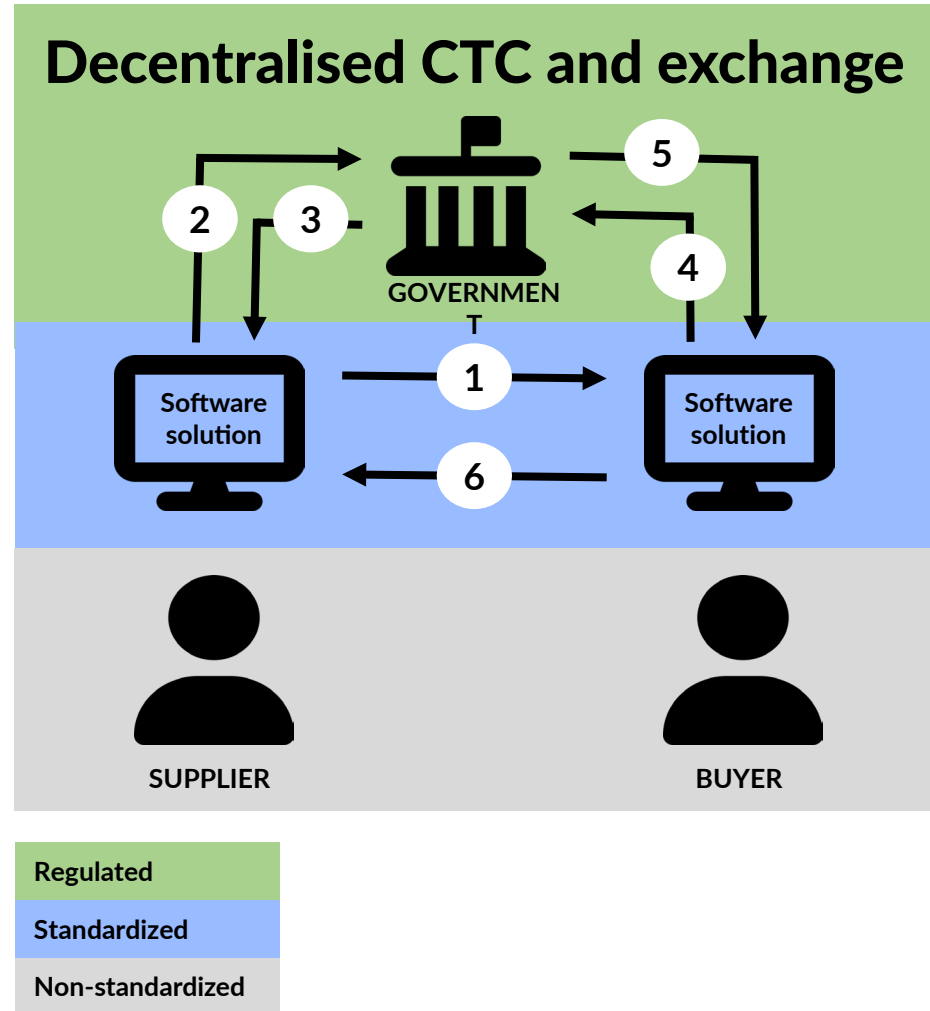 Decentralised CTC and exchange
5
2
3
4
GOVERNMEN
T
1
Software
solution
Software
solution
6
SUPPLIER
BUYER
Regulated
Standardized
Non-standardized